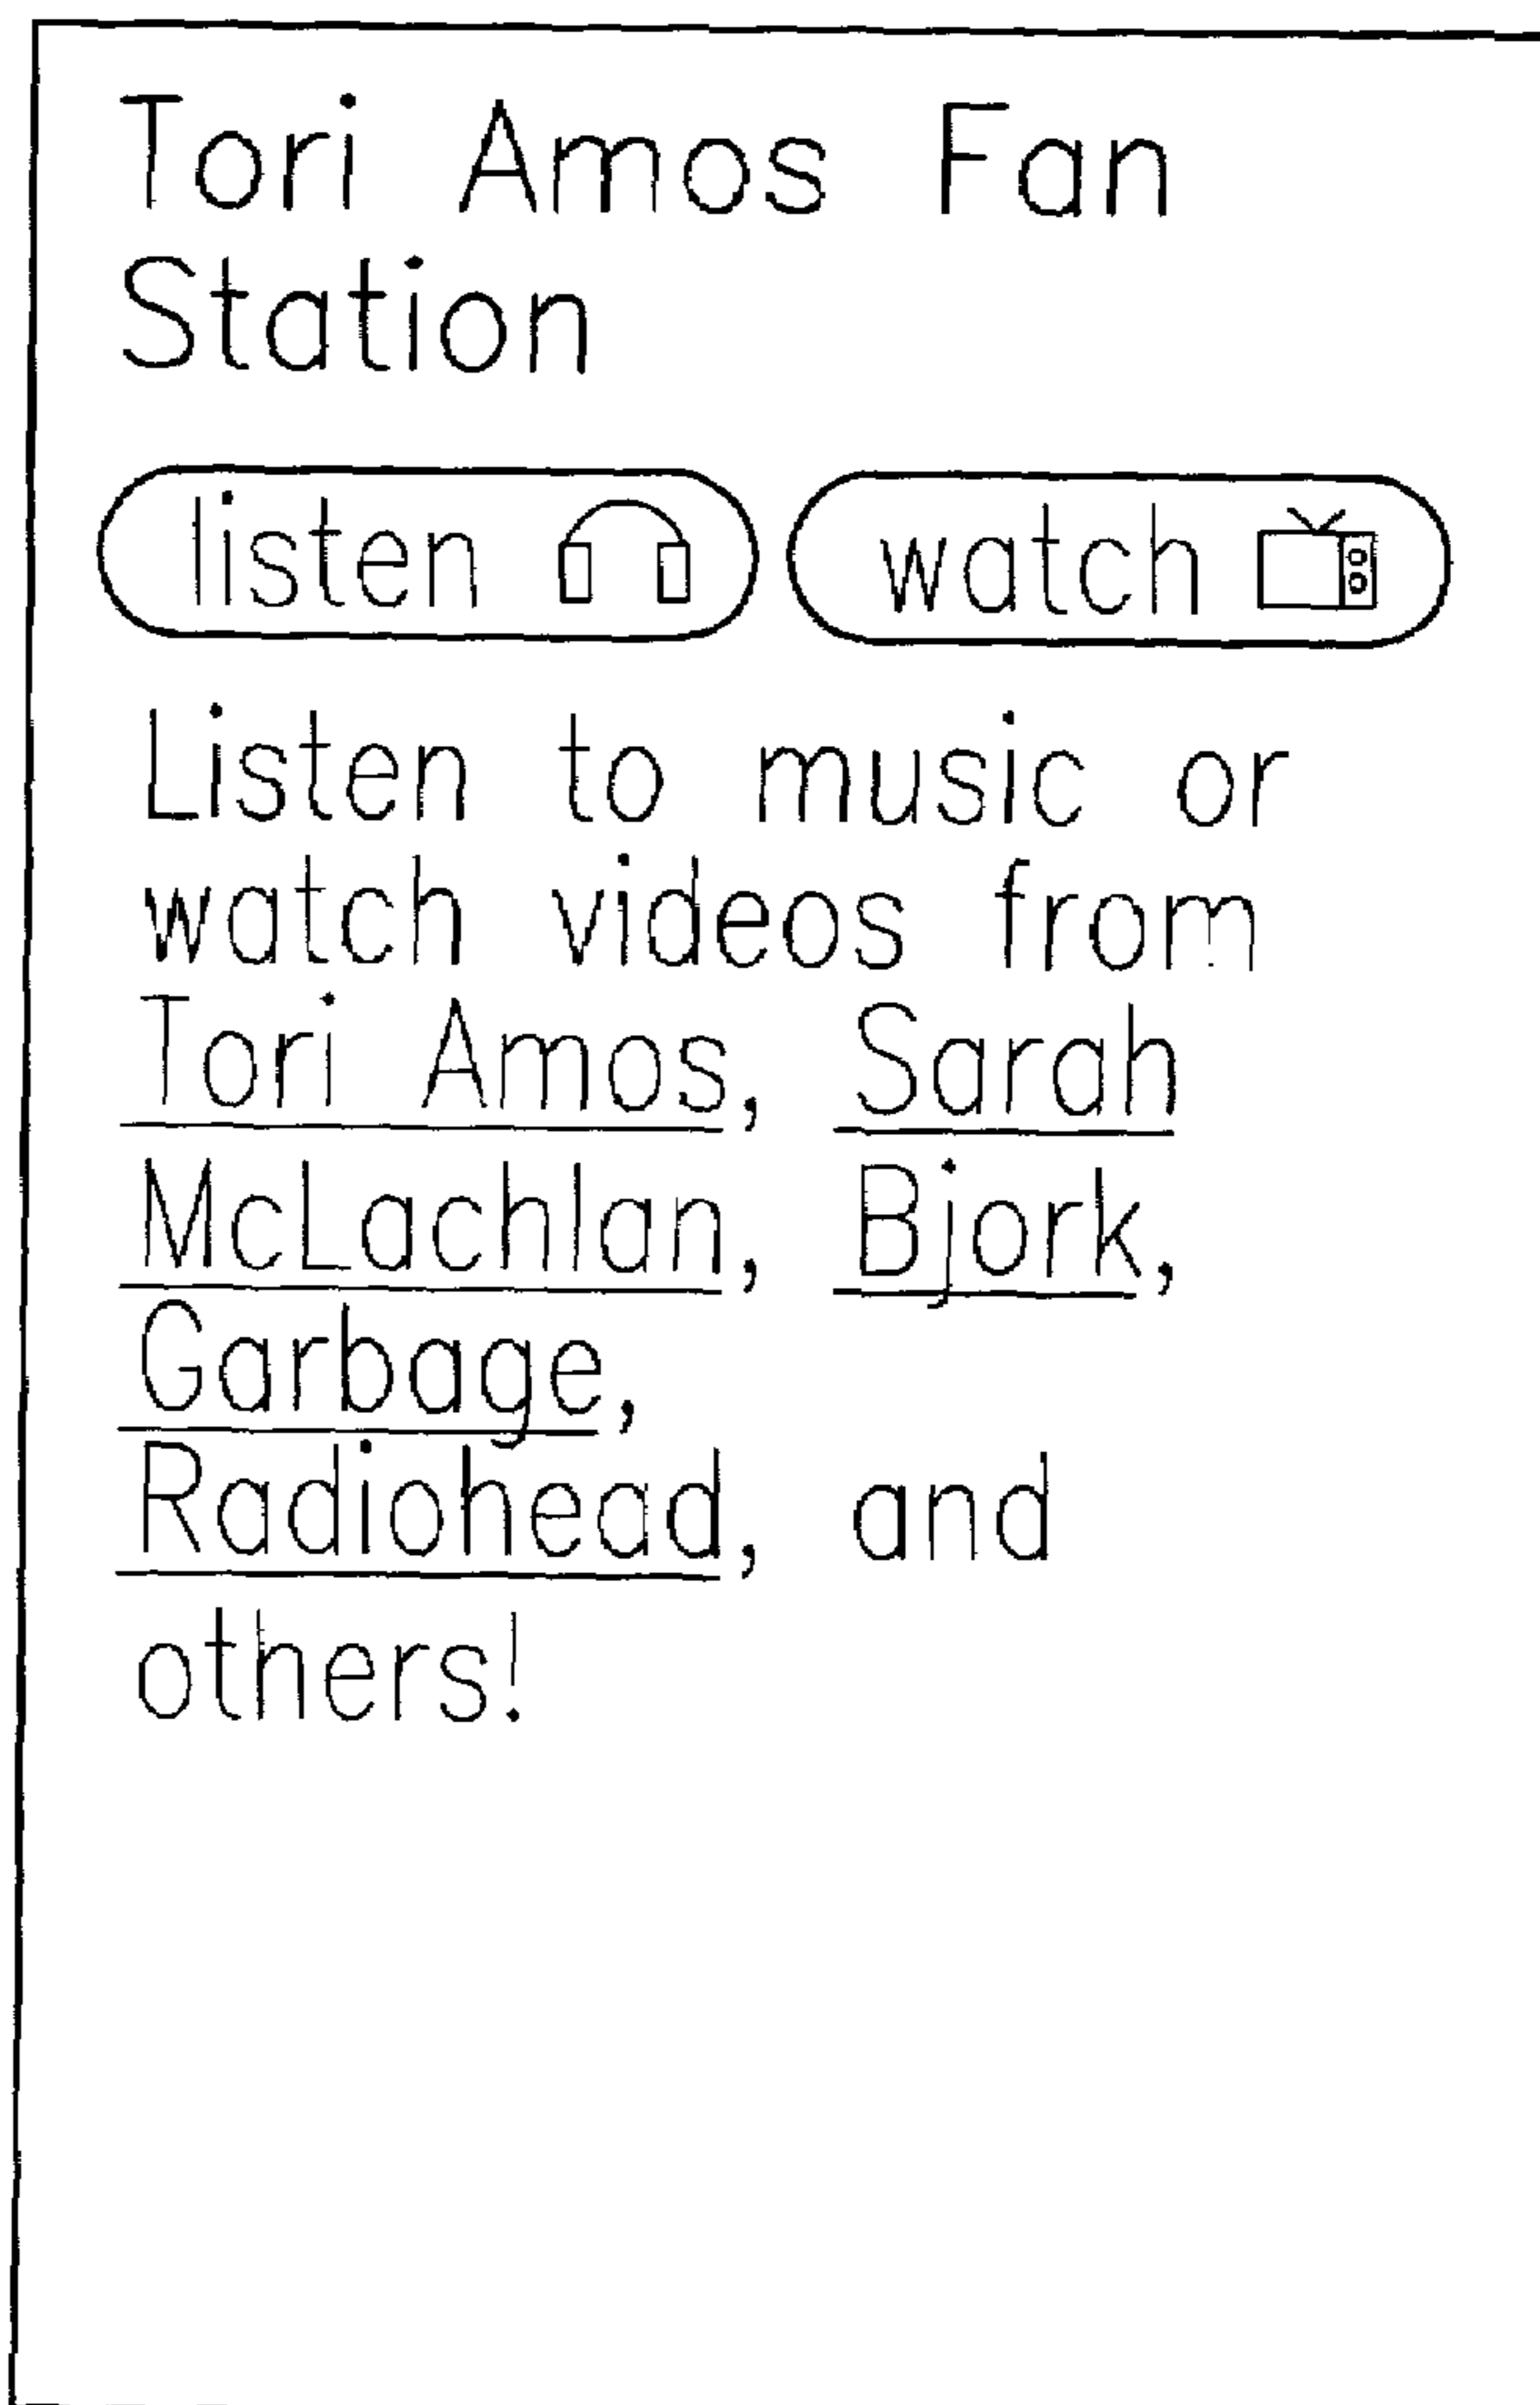 Tori Amos Fan
Station
listen watch
Listen to music or
watch videos from
Tori Amos, Sarah
McLachlan, Bjork,
Garbage,
Radiohead, and
others!